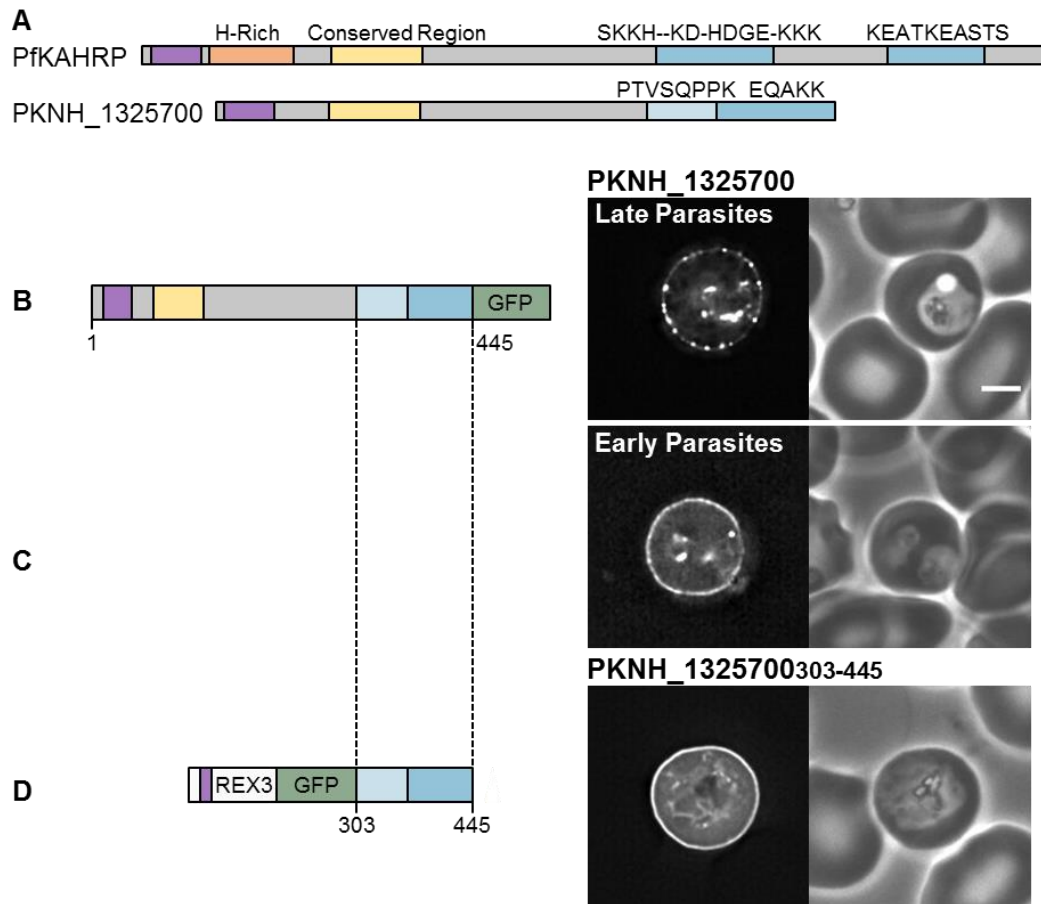 A
H-Rich Conserved Region SKKH--KD-HDGE-KKK KEATKEASTS
PfKAHRP
PTVSQPPK EQAKK
PKNH_1325700
PKNH_1325700
Late Parasites
B
GFP
1 445
Early Parasites
C
PKNH_1325700303-445
D
REX3 GFP
303 445